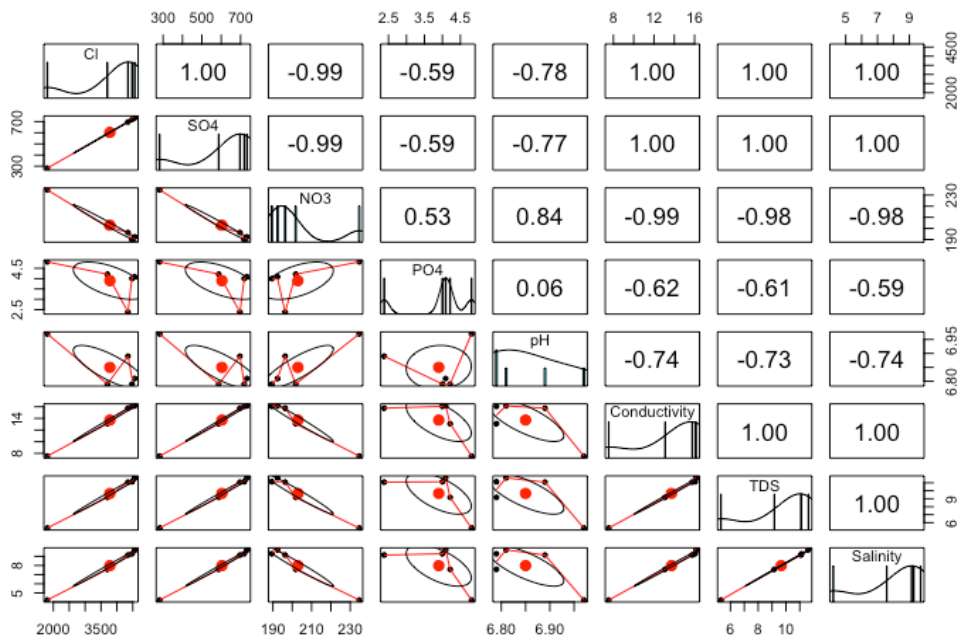 300 500 700
2.5 3.5 4.5
8 10 13 16
5 7 9
Cl
1.00
-0.99
-0.59
-0.78
1.00
1.00
1.00
2000 4500
300 700
SO4
-0.99
-0.59
-0.77
1.00
1.00
1.00
NO3
0.53
0.84
-0.99
-0.98
-0.98
190 230
2.5 4.5
PO4
0.06
-0.62
-0.61
-0.59
pH
-0.74
-0.73
-0.74
6.80 6.95
8 14
Conductivity
1.00
1.00
TDS
1.00
6 9
5 8
Salinity
2000 3500
190 210 230
6.80 6.90
6 8 10